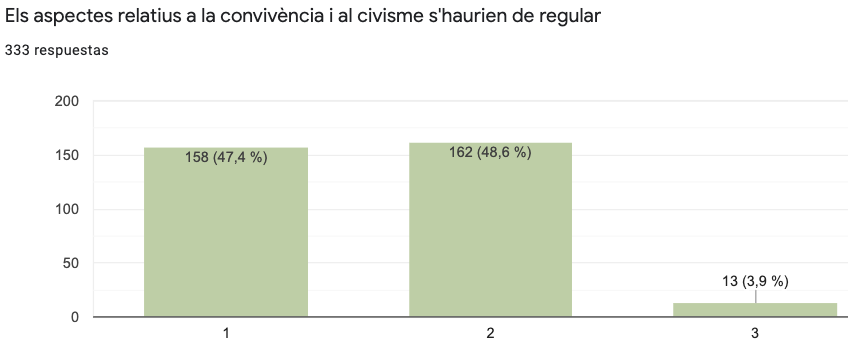 Els aspectes relatius a la convivència i al civisme s'haurien de regular
333 respuestas
200
150
100
50
0
158 (47,4 %)
162 (48,6 %)
13 (3,9 %)
1
2
3